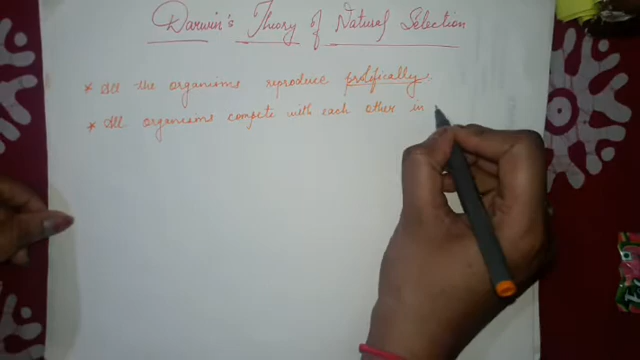 Darwin's Theory of Natural Selection
* All the organisms reproduce prolifically.
* All organisms compete with each other in